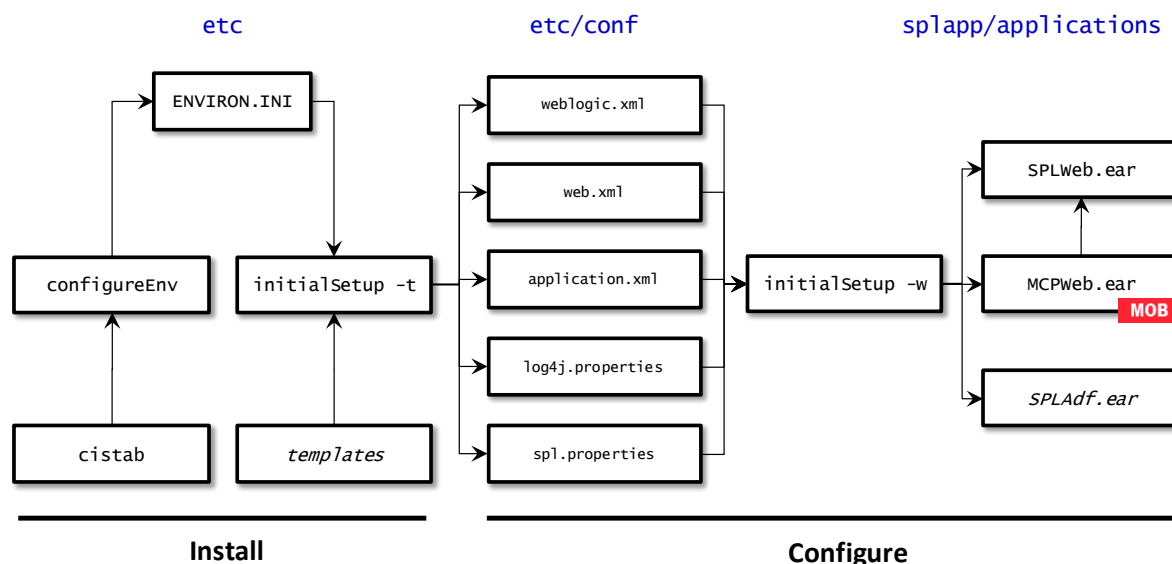 etc
etc/conf
splapp/applications
ENVIRON.INI
weblogic.xml
web.xml
SPLWeb.ear
configureEnv
initialSetup –t
application.xml
initialSetup –w
MCPWeb.ear
MOB
log4j.properties
SPLAdf.ear
cistab
templates
spl.properties
Install
Configure